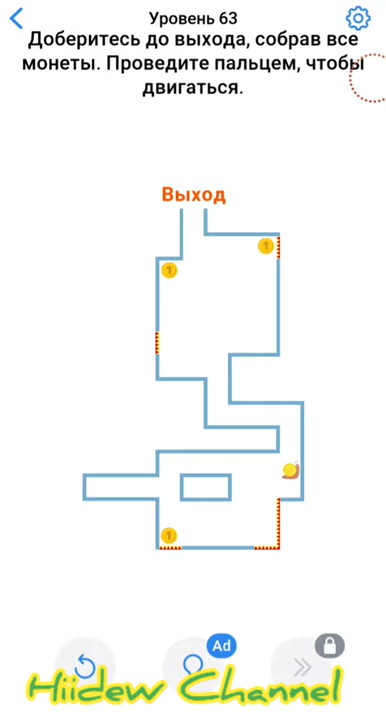 Уровень 63
Доберитесь до выхода, собрав все
монеты. Проведите пальцем, чтобы
двигаться.
Выход
1
1
1
Ad
Hiidew Channel